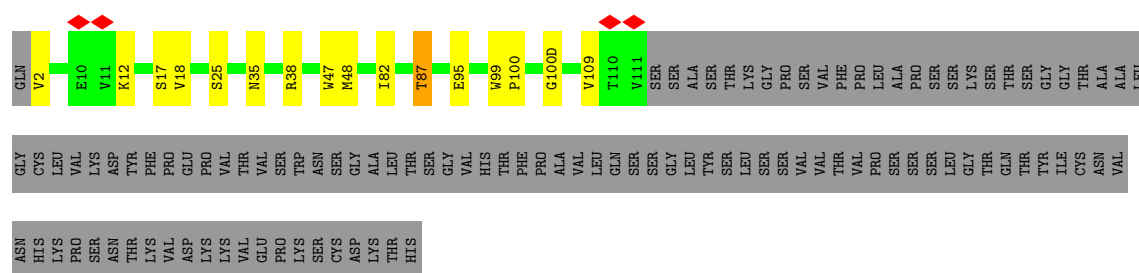 GLN V2 E10 V11 K12 S17 V18 S25 N35 R38 W47 M48 I82 T87 E95 W99 P100 G100D V109 T110 V111 SER SER ALA SER THR LYS GLY PRO SER VAL PHE PRO LEU ALA PRO SER SER LYS SER THR SER GLY GLY THR ALA ALA LEU
GLY CYS LEU VAL LYS ASP TYR PHE PRO GLU PRO VAL THR VAL SER TRP ASN SER GLY ALA LEU THR SER GLY VAL HIS THR PHE PRO ALA VAL LEU GLN SER SER GLY LEU TYR SER LEU SER SER VAL VAL THR VAL PRO SER SER SER LEU GLY THR GLN THR TYR ILE CYS ASN VAL
ASN HIS LYS PRO SER ASN THR LYS VAL ASP LYS LYS VAL GLU PRO LYS SER CYS ASP LYS THR HIS